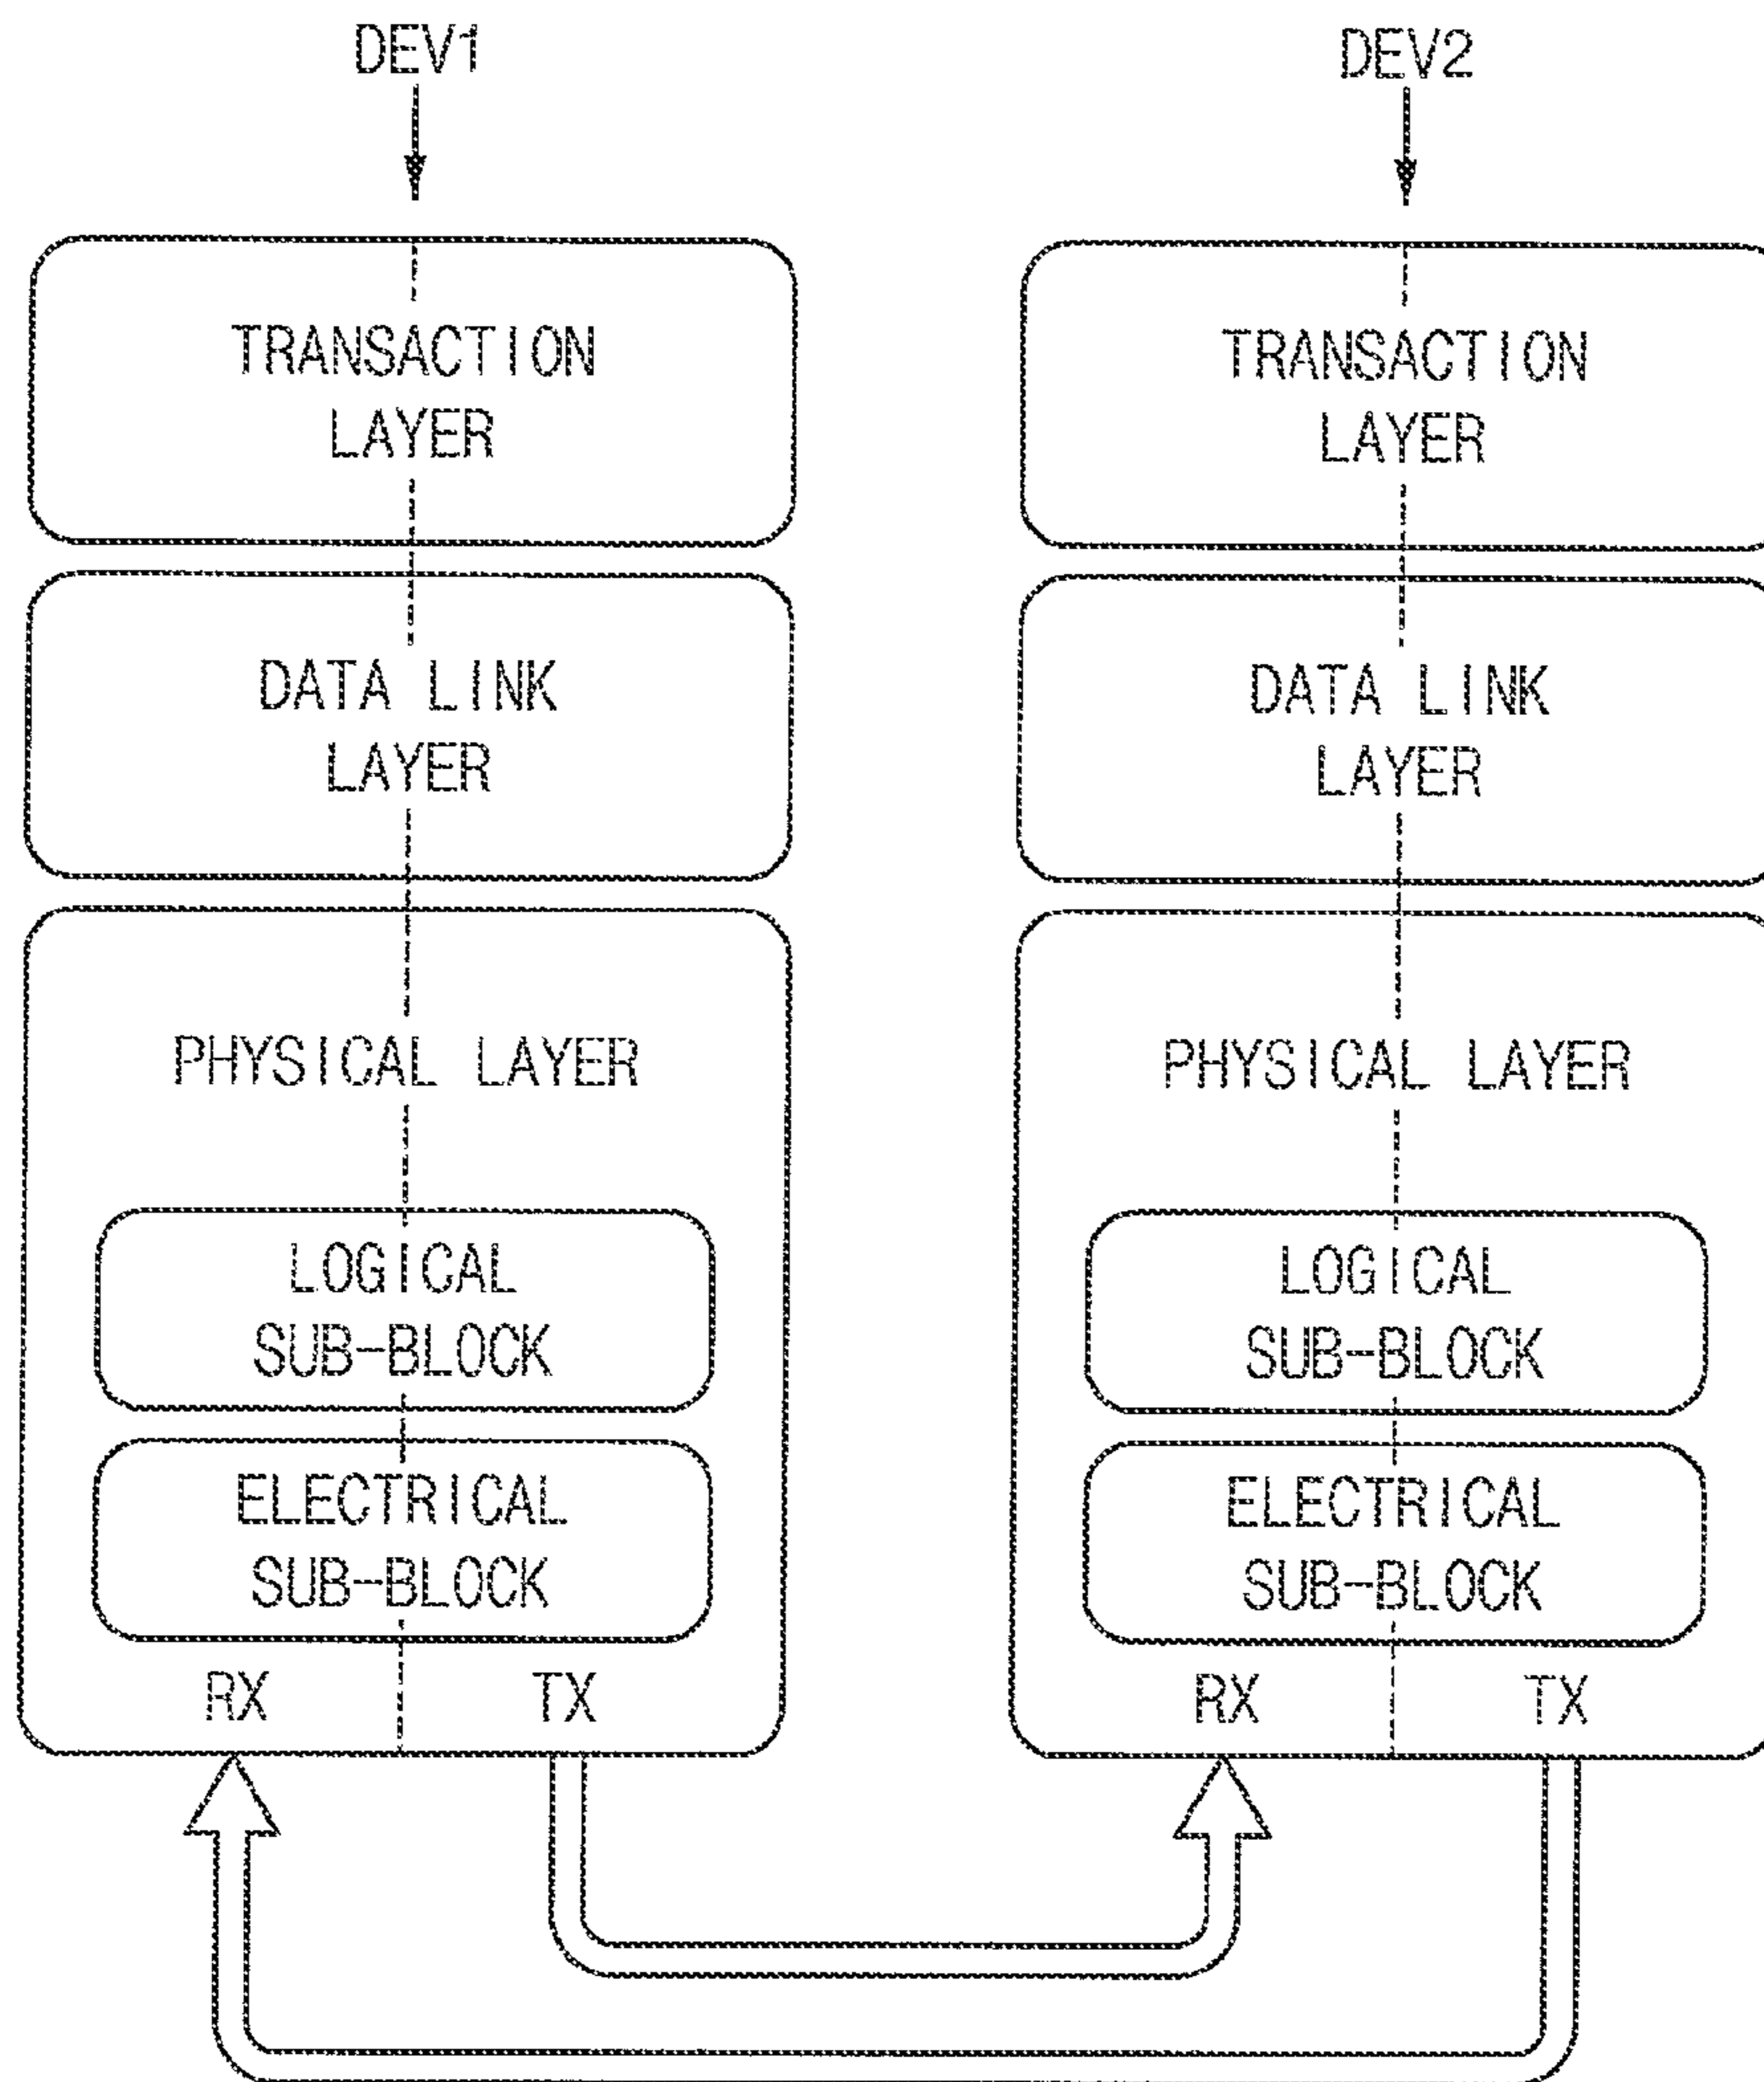 DEV1
TRANSACTION
LAYER
DATA LINK
LAYER
PHYSICAL LAYER
LOGICAL
SUB-BLOCK
ELECTRICAL
SUB-BLOCK
RX TX
DEV2
TRANSACTION
LAYER
DATA LINK
LAYER
PHYSICAL LAYER
LOGICAL
SUB-BLOCK
ELECTRICAL
SUB-BLOCK
RX TX